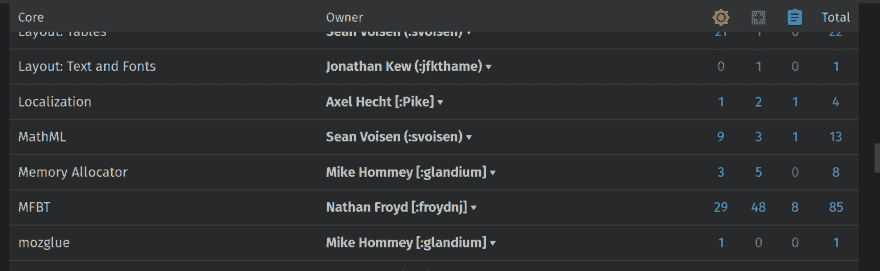 Core Owner Total
Layout: Tables Sean Voisen (:svoisen) 21 1 0 22
Layout: Text and Fonts Jonathan Kew (:jfkthame) 0 1 0 1
Localization Axel Hecht [:Pike] 1 2 1 4
MathML Sean Voisen (:svoisen) 9 3 1 13
Memory Allocator Mike Hommey [:glandium] 3 5 0 8
MFBT Nathan Froyd [:froydnj] 29 48 8 85
mozglue Mike Hommey [:glandium] 1 0 0 1